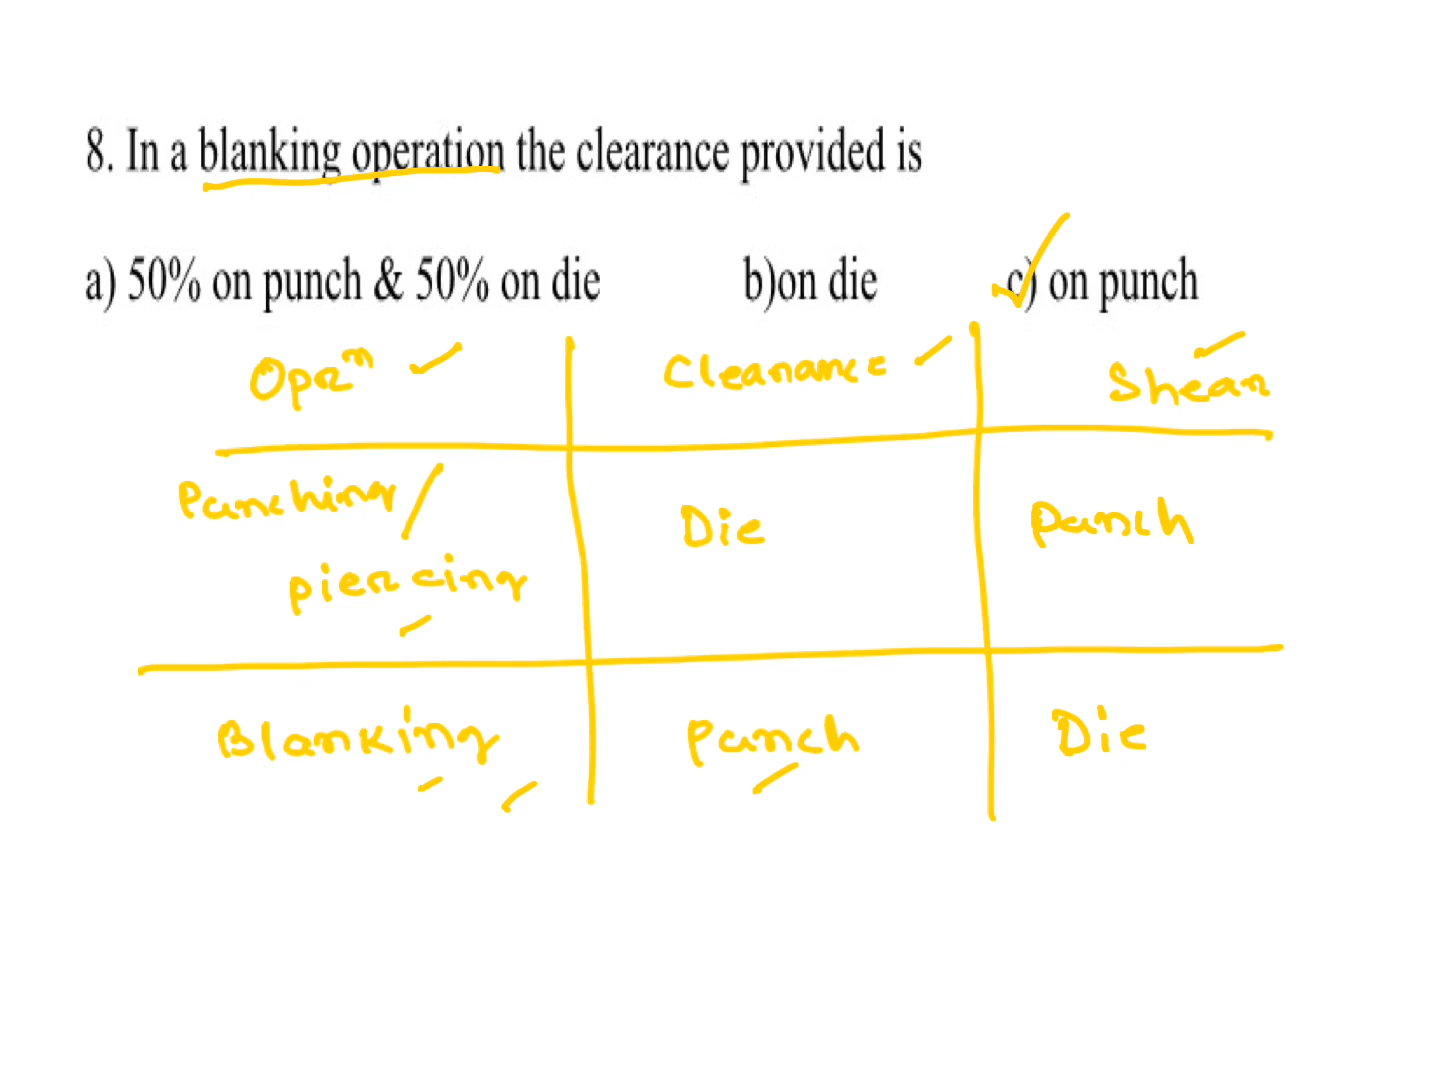 8. In a blanking operation the clearance provided is
a) 50% on punch & 50% on die b)on die c) on punch
Oprⁿ Clearance Shear
Punching/ Die Punch
piercing
Blanking Punch Die